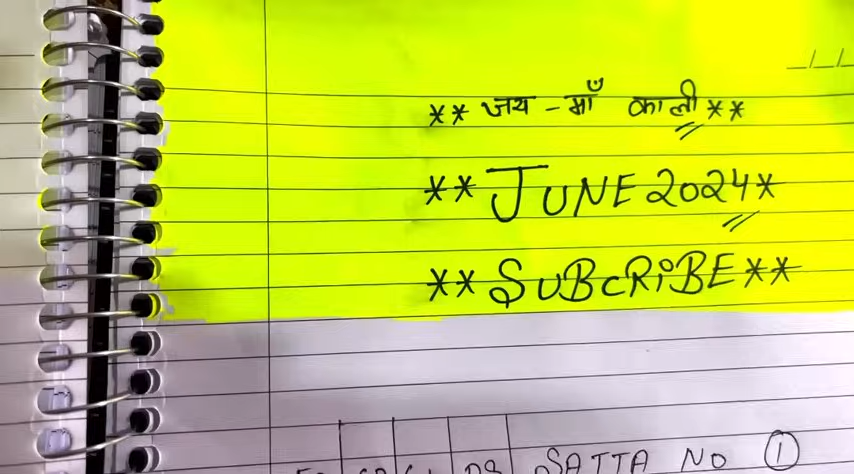 _/_/_
** जय - माँ काली **
** JUNE 2024*
** SUBCRiBE **
SATTA NO ①